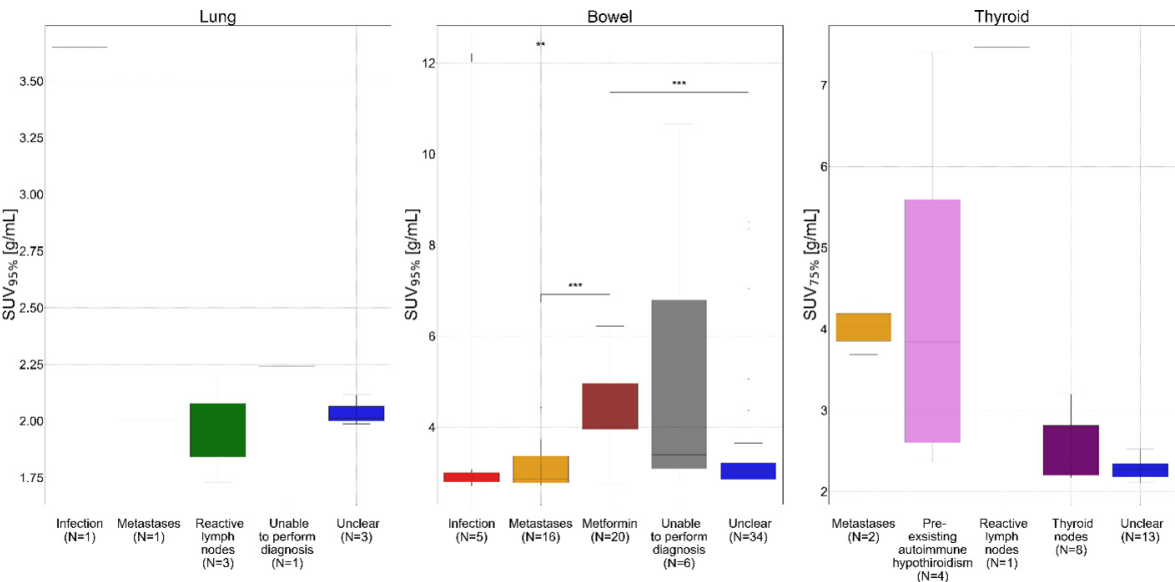 Lung
SUV95% [g/mL]
3.50
3.25
3.00
2.75
2.50
2.25
2.00
1.75
Infection
(N=1)
Metastases
(N=1)
Reactive
lymph
nodes
(N=3)
Unable
to perform
diagnosis
(N=1)
Unclear
(N=3)
Bowel
SUV95% [g/mL]
12
10
8
6
4
**
***
***
Infection
(N=5)
Metastases
(N=16)
Metformin
(N=20)
Unable
to perform
diagnosis
(N=6)
Unclear
(N=34)
Thyroid
SUV75% [g/mL]
7
6
5
4
3
2
Metastases
(N=2)
Pre-
exsisting
autoimmune
hypothiroidism
(N=4)
Reactive
lymph
nodes
(N=1)
Thyroid
nodes
(N=8)
Unclear
(N=13)